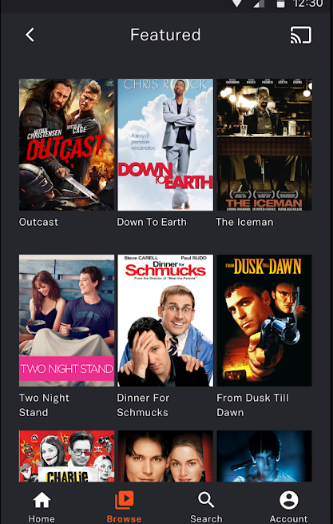 12:30
Featured
CHRIS ROCK
A story of premature reincarnation.
HAYDEN CHRISTENSEN
NICOLAS CAGE
OUTCAST
DOWN TO EARTH
THE ICEMAN
Outcast
Down To Earth
The Iceman
Steve CARELL Paul RUDD
Dinner for
Schmucks
From the Director of "Meet the Parents"
FROM DUSK TILL DAWN
TWO NIGHT STAND
Two Night
Stand
Dinner For
Schmucks
From Dusk Till
Dawn
CHARLIE
Home
Browse
Search
Account